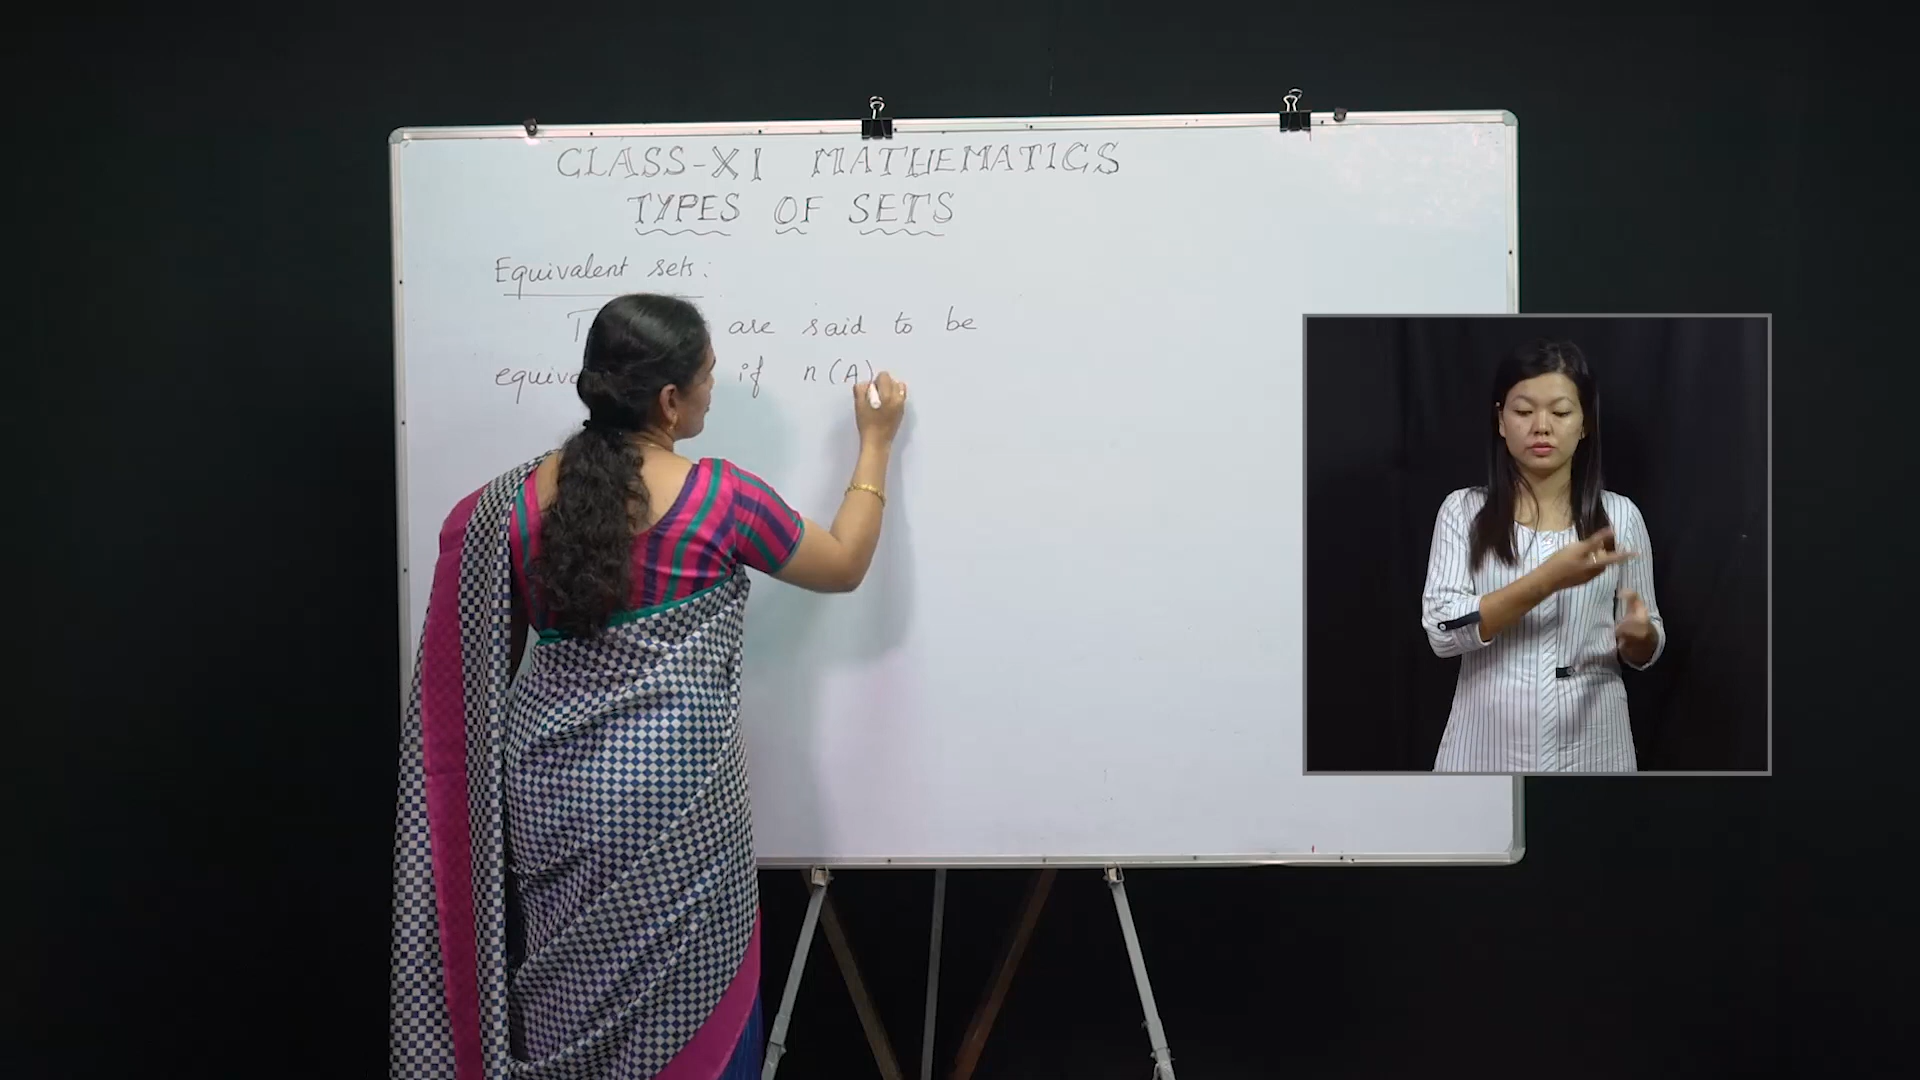 CLASS-XI MATHEMATICS
TYPES OF SETS
Equivalent sets:
are said to be
if n(A)